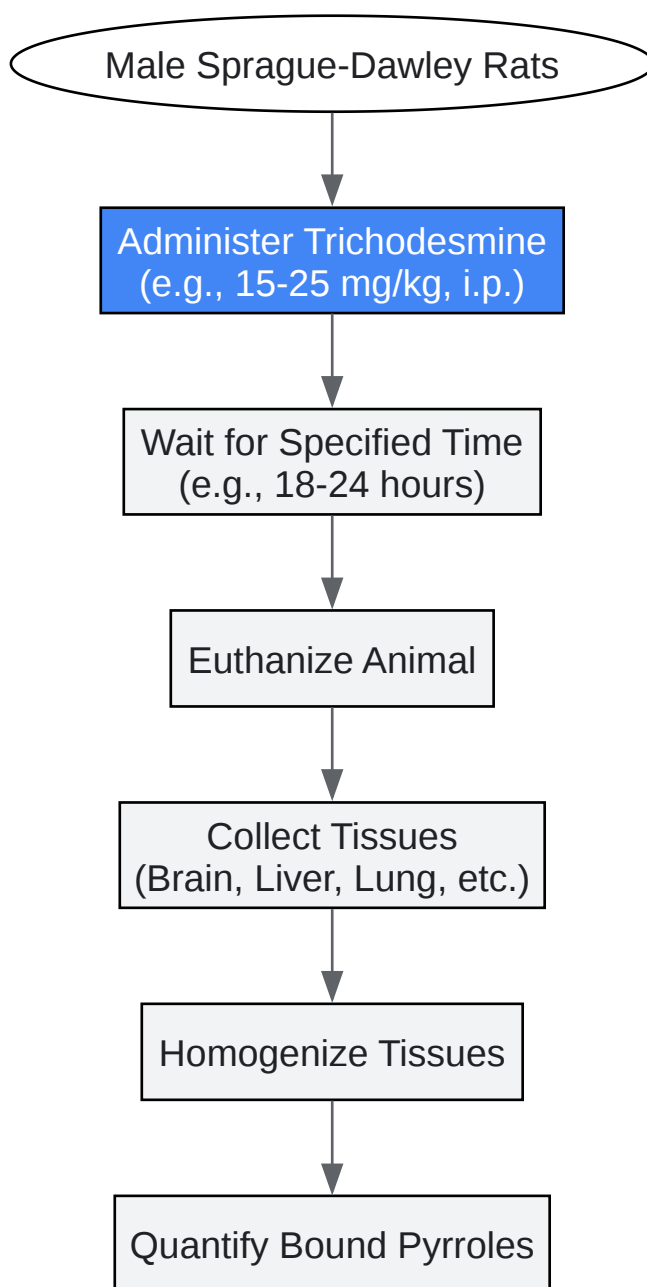 Male Sprague-Dawley Rats
Administer Trichodesmine
(e.g., 15-25 mg/kg, i.p.)
Wait for Specified Time
(e.g., 18-24 hours)
Euthanize Animal
Collect Tissues
(Brain, Liver, Lung, etc.)
Homogenize Tissues
Quantify Bound Pyrroles